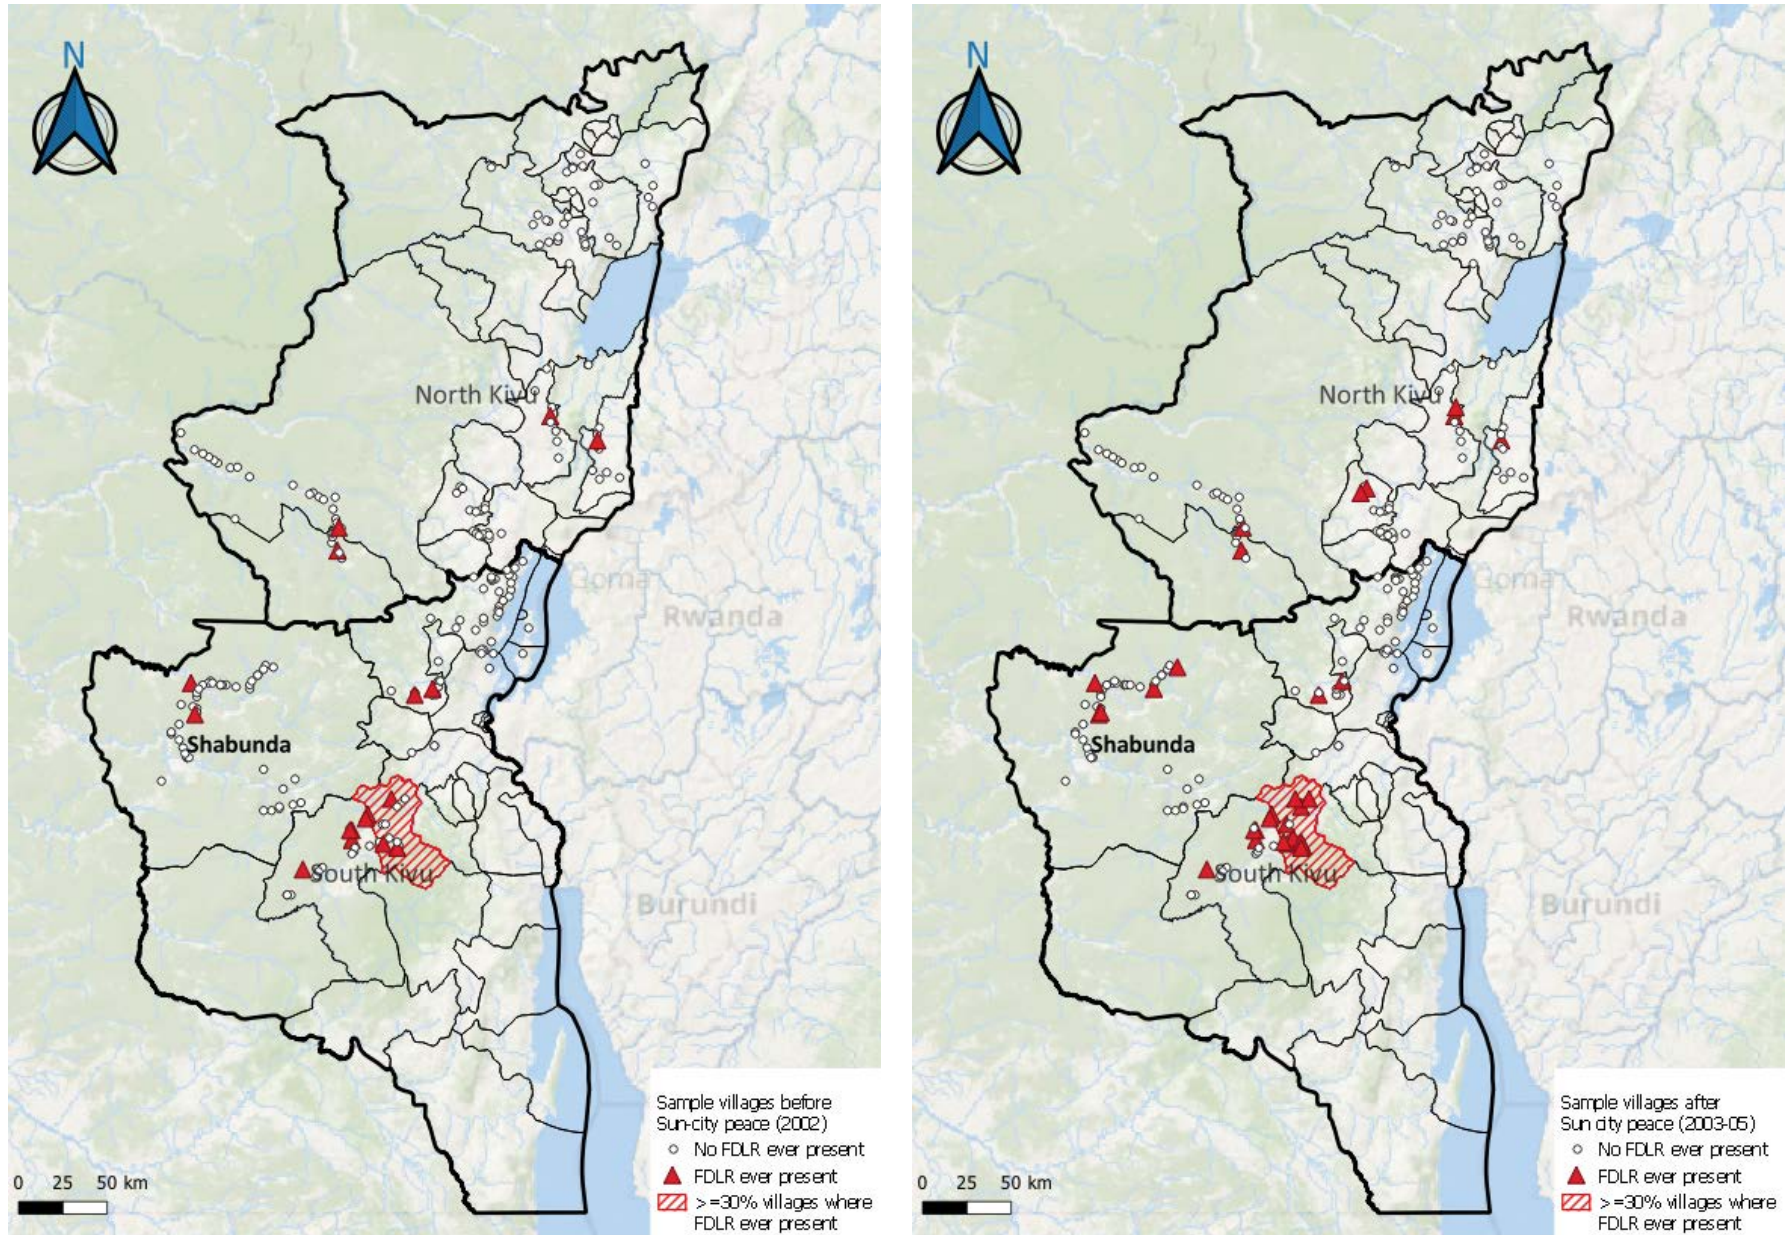 N
North Kivu
Goma
Rwanda
Shabunda
South Kivu
Burundi
0 25 50 km
Sample villages before
Sun-city peace (2002)
No FDLR ever present
FDLR ever present
>=30% villages where
FDLR ever present
N
North Kivu
Goma
Rwanda
Shabunda
South Kivu
Burundi
0 25 50 km
Sample villages after
Sun city peace (2003-05)
No FDLR ever present
FDLR ever present
>=30% villages where
FDLR ever present